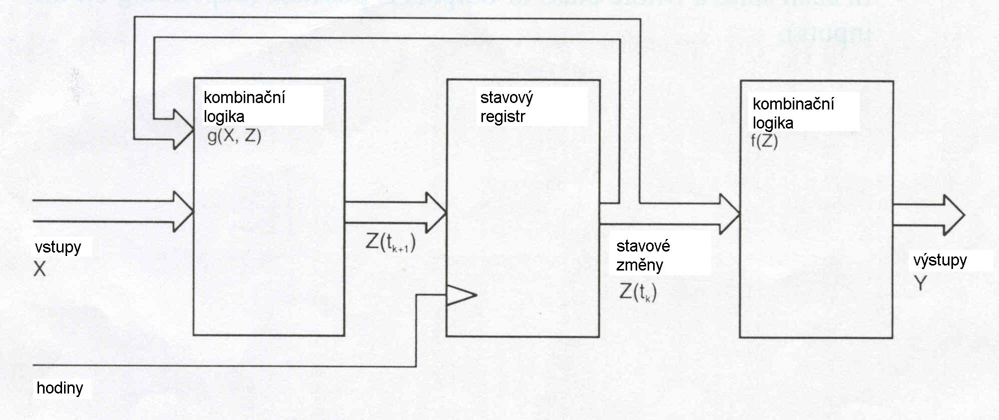 kombinační
logika
g(X, Z)
stavový
registr
kombinační
logika
f(Z)
vstupy
X
Z(tk+1)
stavové
změny
Z(tk)
výstupy
Y
hodiny